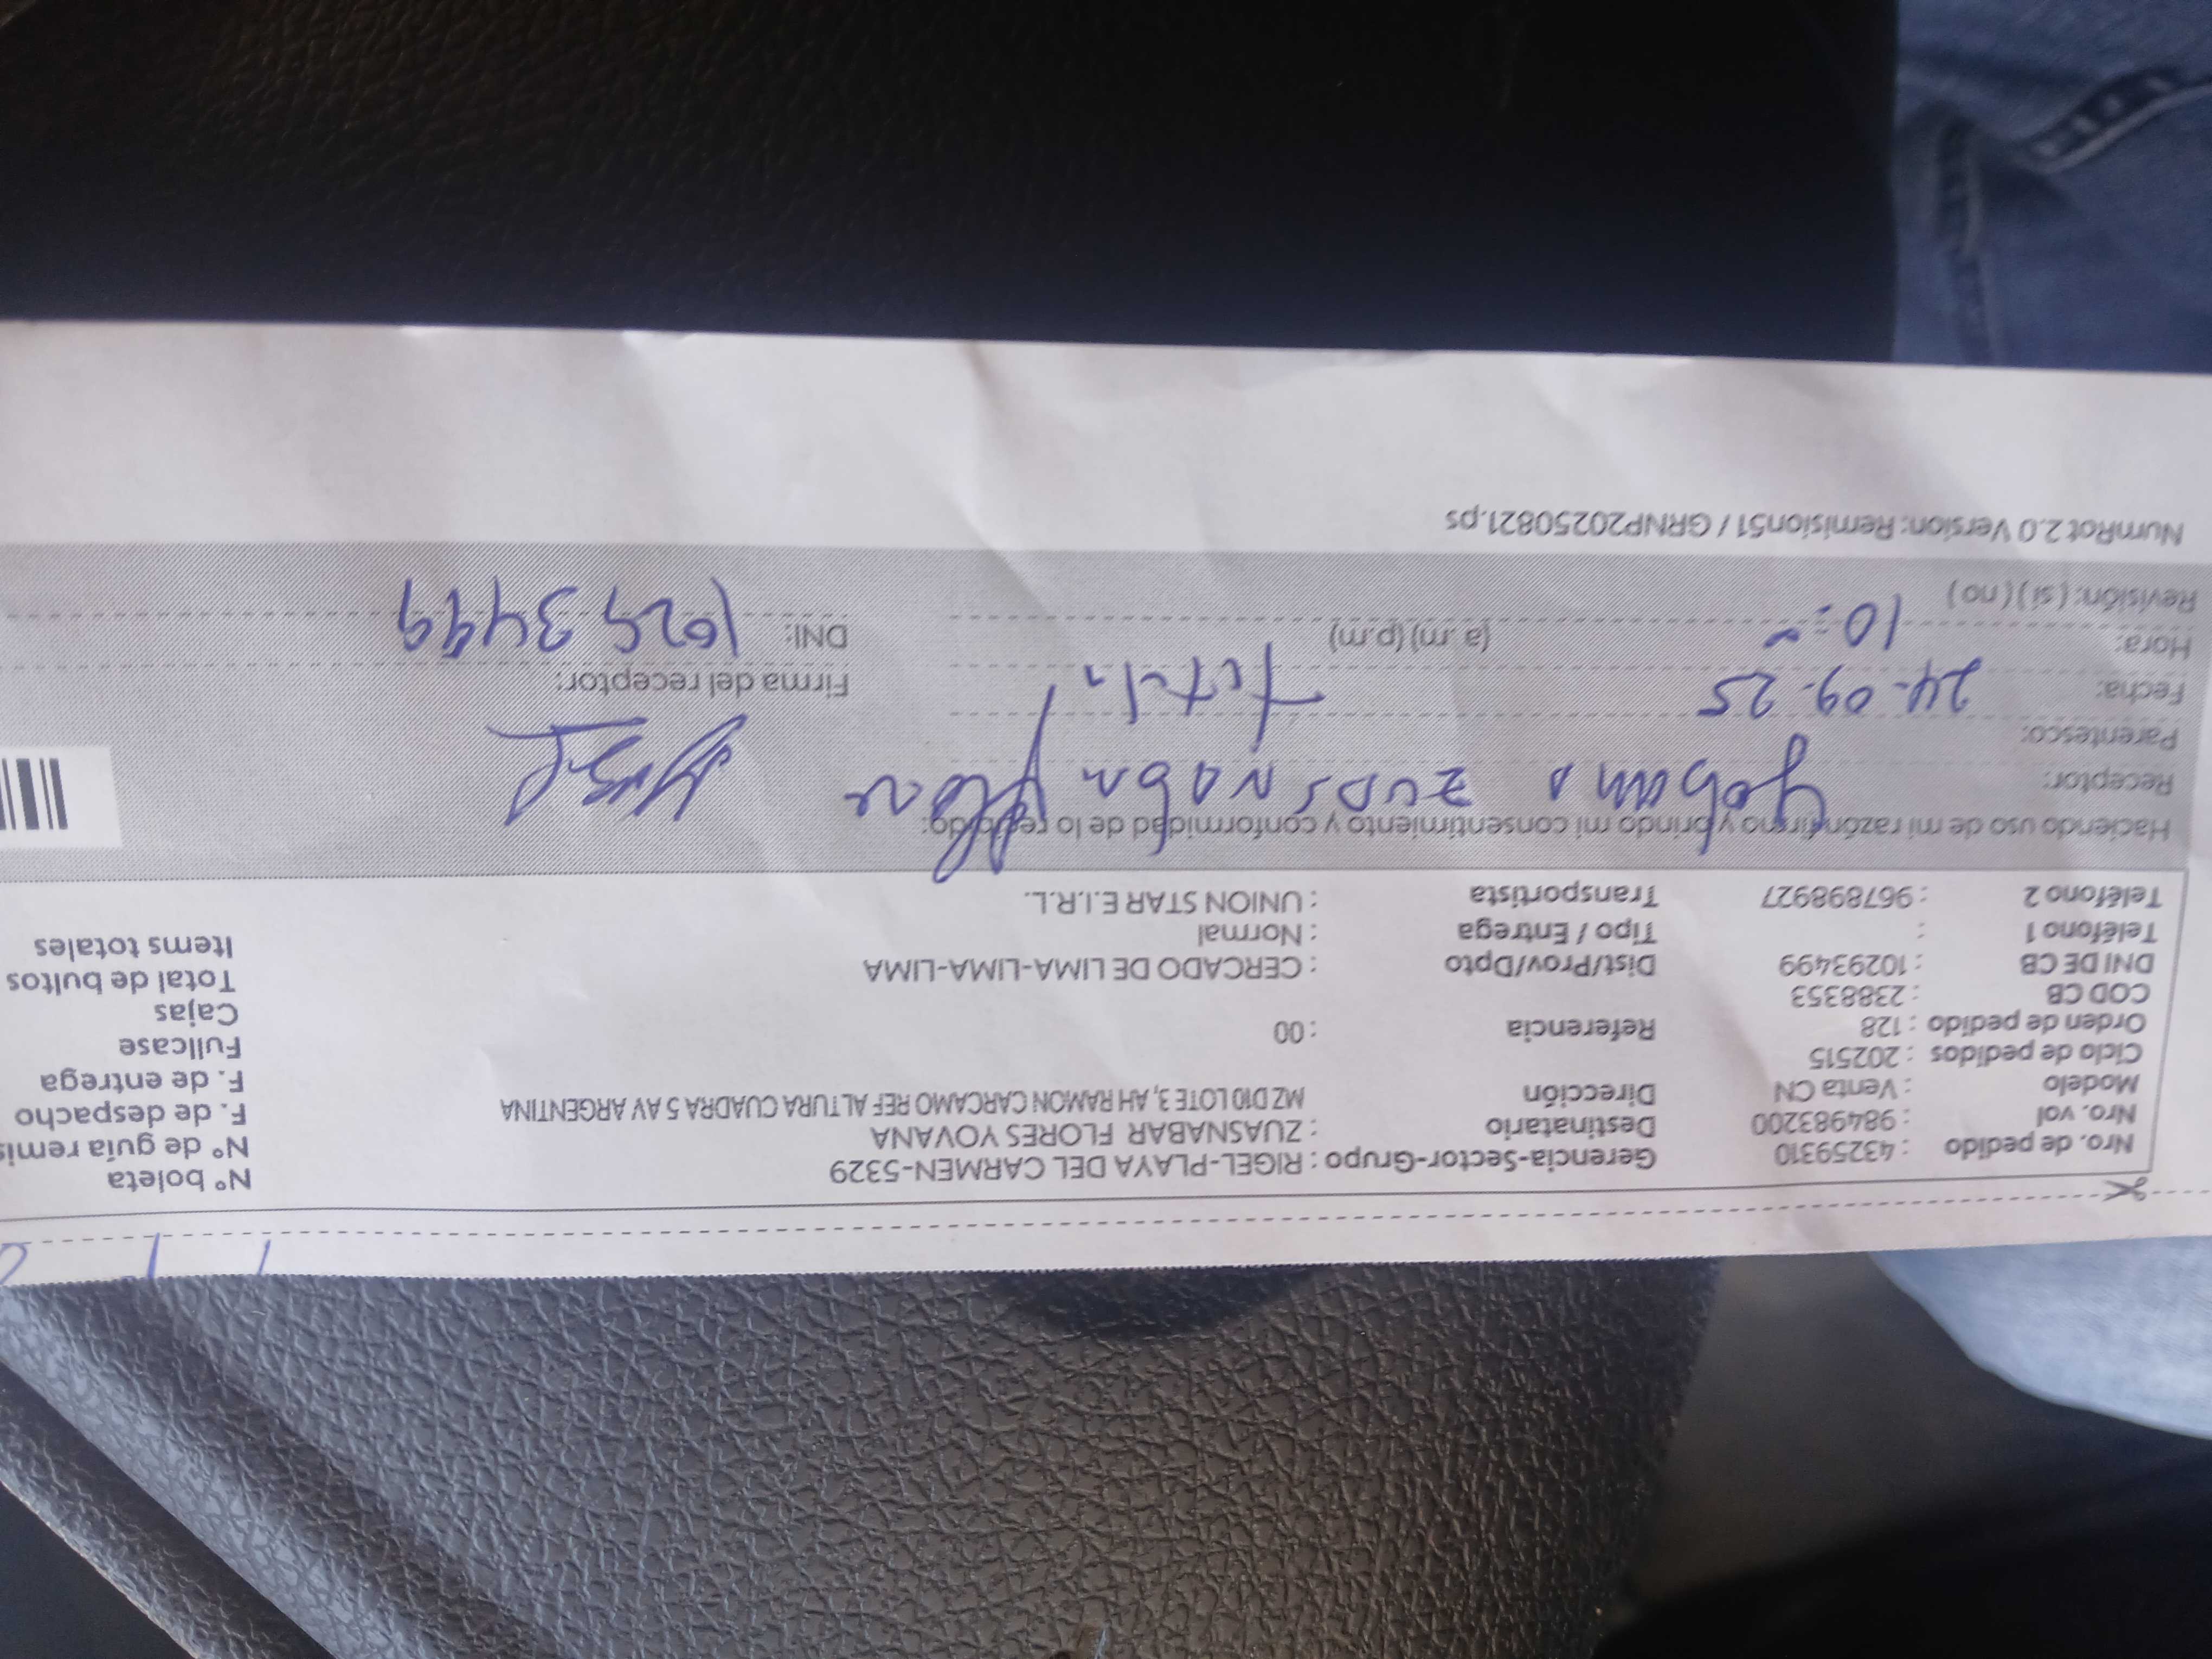 Nro. de pedido : 43259310 Gerencia-Sector-Grupo : RIGEL-PLAYA DEL CARMEN-5329 N° boleta
Nro. vol : 984983200 Destinatario : ZUASNABAR FLORES YOVANA N° de guía remis
Modelo : Venta CN Dirección MZ D10 LOTE 3, AH RAMON CARCAMO REF ALTURA CUADRA 5 AV ARGENTINA F. de despacho
Ciclo de pedidos : 202515 F. de entrega
Orden de pedido : 128 Referencia : 00 Fullcase
COD CB : 2388353 Cajas
DNI DE CB : 10293499 Dist/Prov/Dpto : CERCADO DE LIMA-LIMA-LIMA Total de bultos
Teléfono 1 : Tipo / Entrega : Normal Items totales
Teléfono 2 : 967898927 Transportista : UNION STAR E.I.R.L.
Haciendo uso de mi razón firmo y brindo mi consentimiento y conformidad de lo recibido:
Receptor:
Parentesco:
Fecha: 24-09-25 Firma del receptor:
Hora: 10: (a.m) (p.m) DNI: 10293499
Revisión: (si) (no)
NumRot 2.0 Version: Remision51 / GRNP20250821.ps